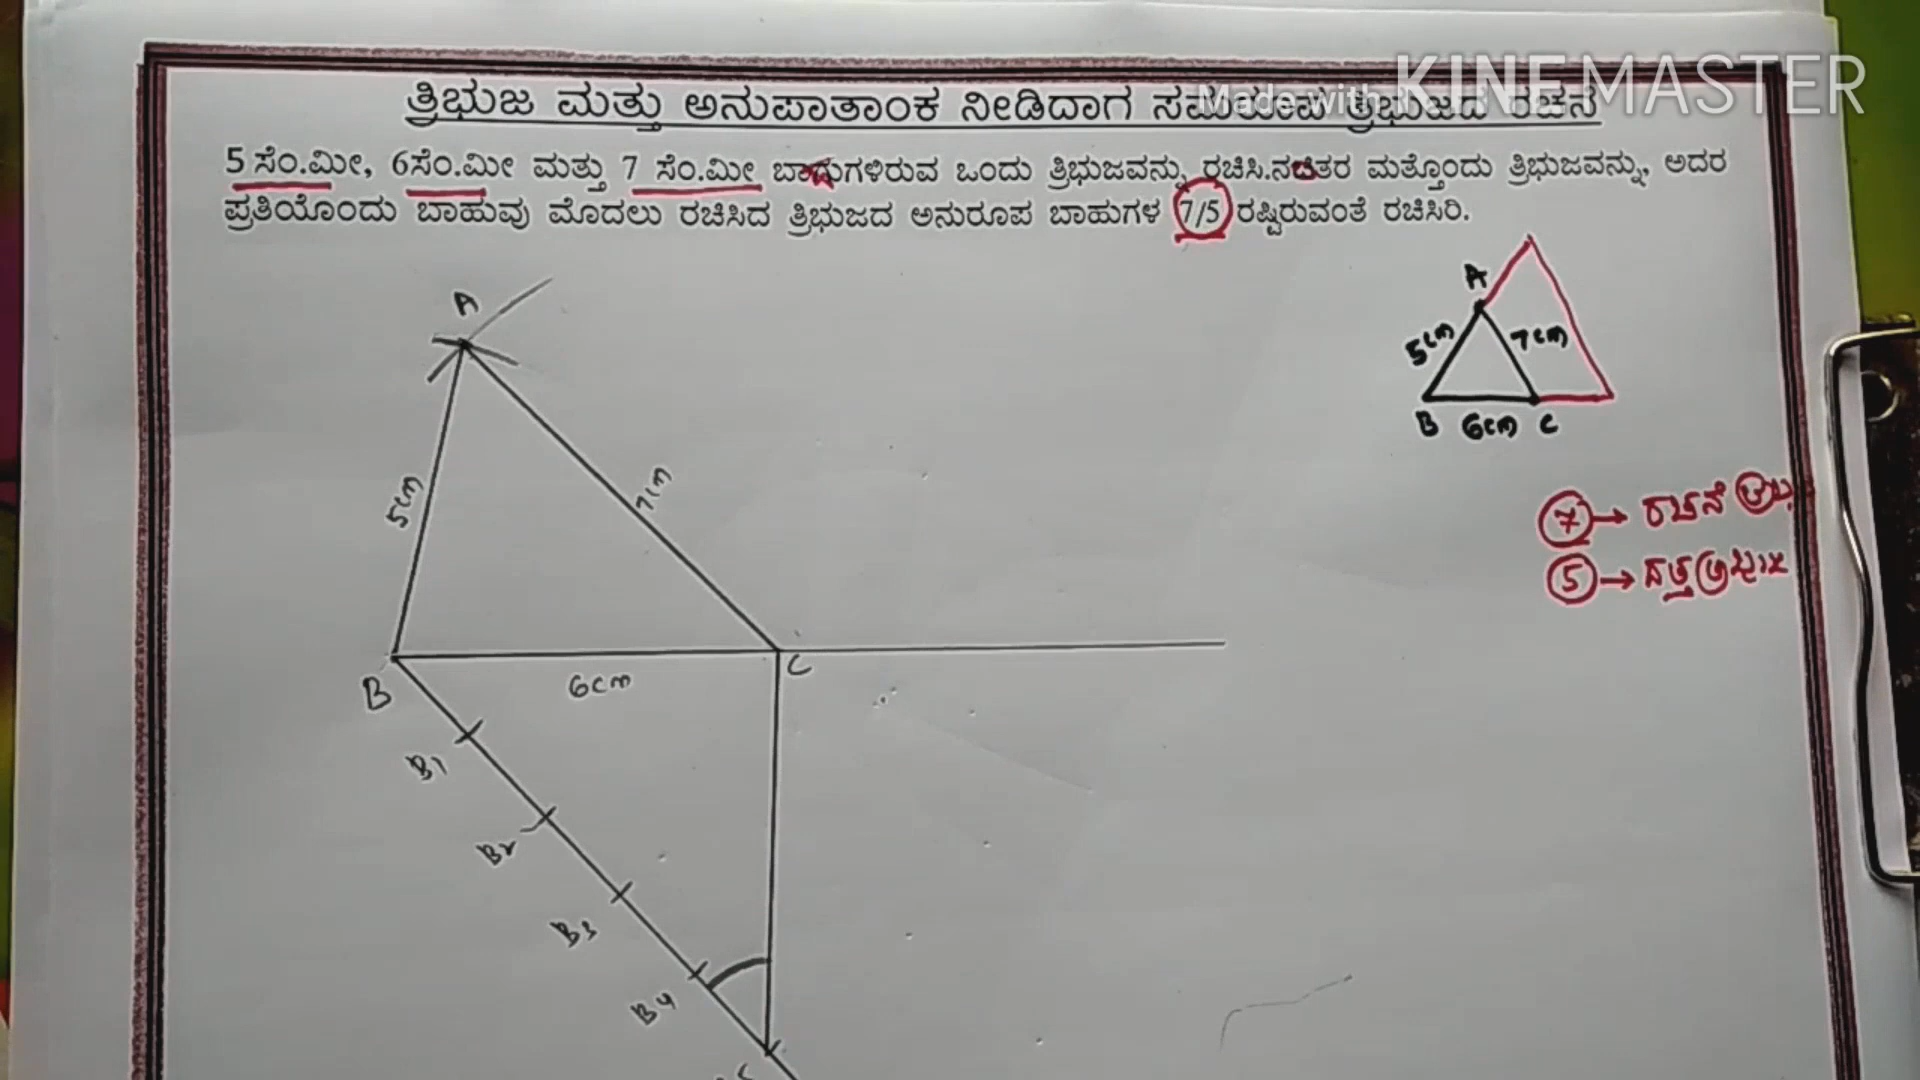 KINEMASTER
Made with
ತ್ರಿಭುಜ ಮತ್ತು ಅನುಪಾತಾಂಕ ನೀಡಿದಾಗ ಸಮರೂಪ ತ್ರಿಭುಜದ ರಚನೆ
5 ಸೆಂ.ಮೀ, 6ಸೆಂ.ಮೀ ಮತ್ತು 7 ಸೆಂ.ಮೀ ಬಾಹುಗಳಿರುವ ಒಂದು ತ್ರಿಭುಜವನ್ನು ರಚಿಸಿ.ನಂತರ ಮತ್ತೊಂದು ತ್ರಿಭುಜವನ್ನು, ಅದರ
ಪ್ರತಿಯೊಂದು ಬಾಹುವು ಮೊದಲು ರಚಿಸಿದ ತ್ರಿಭುಜದ ಅನುರೂಪ ಬಾಹುಗಳ 7/5 ರಷ್ಟಿರುವಂತೆ ರಚಿಸಿರಿ.
A
5cm
7cm
B 6cm C
7 → ರಚನೆ
5 → ದತ್ತ
A
5cm
7cm
B
6cm
C
B1
B2
B3
B4